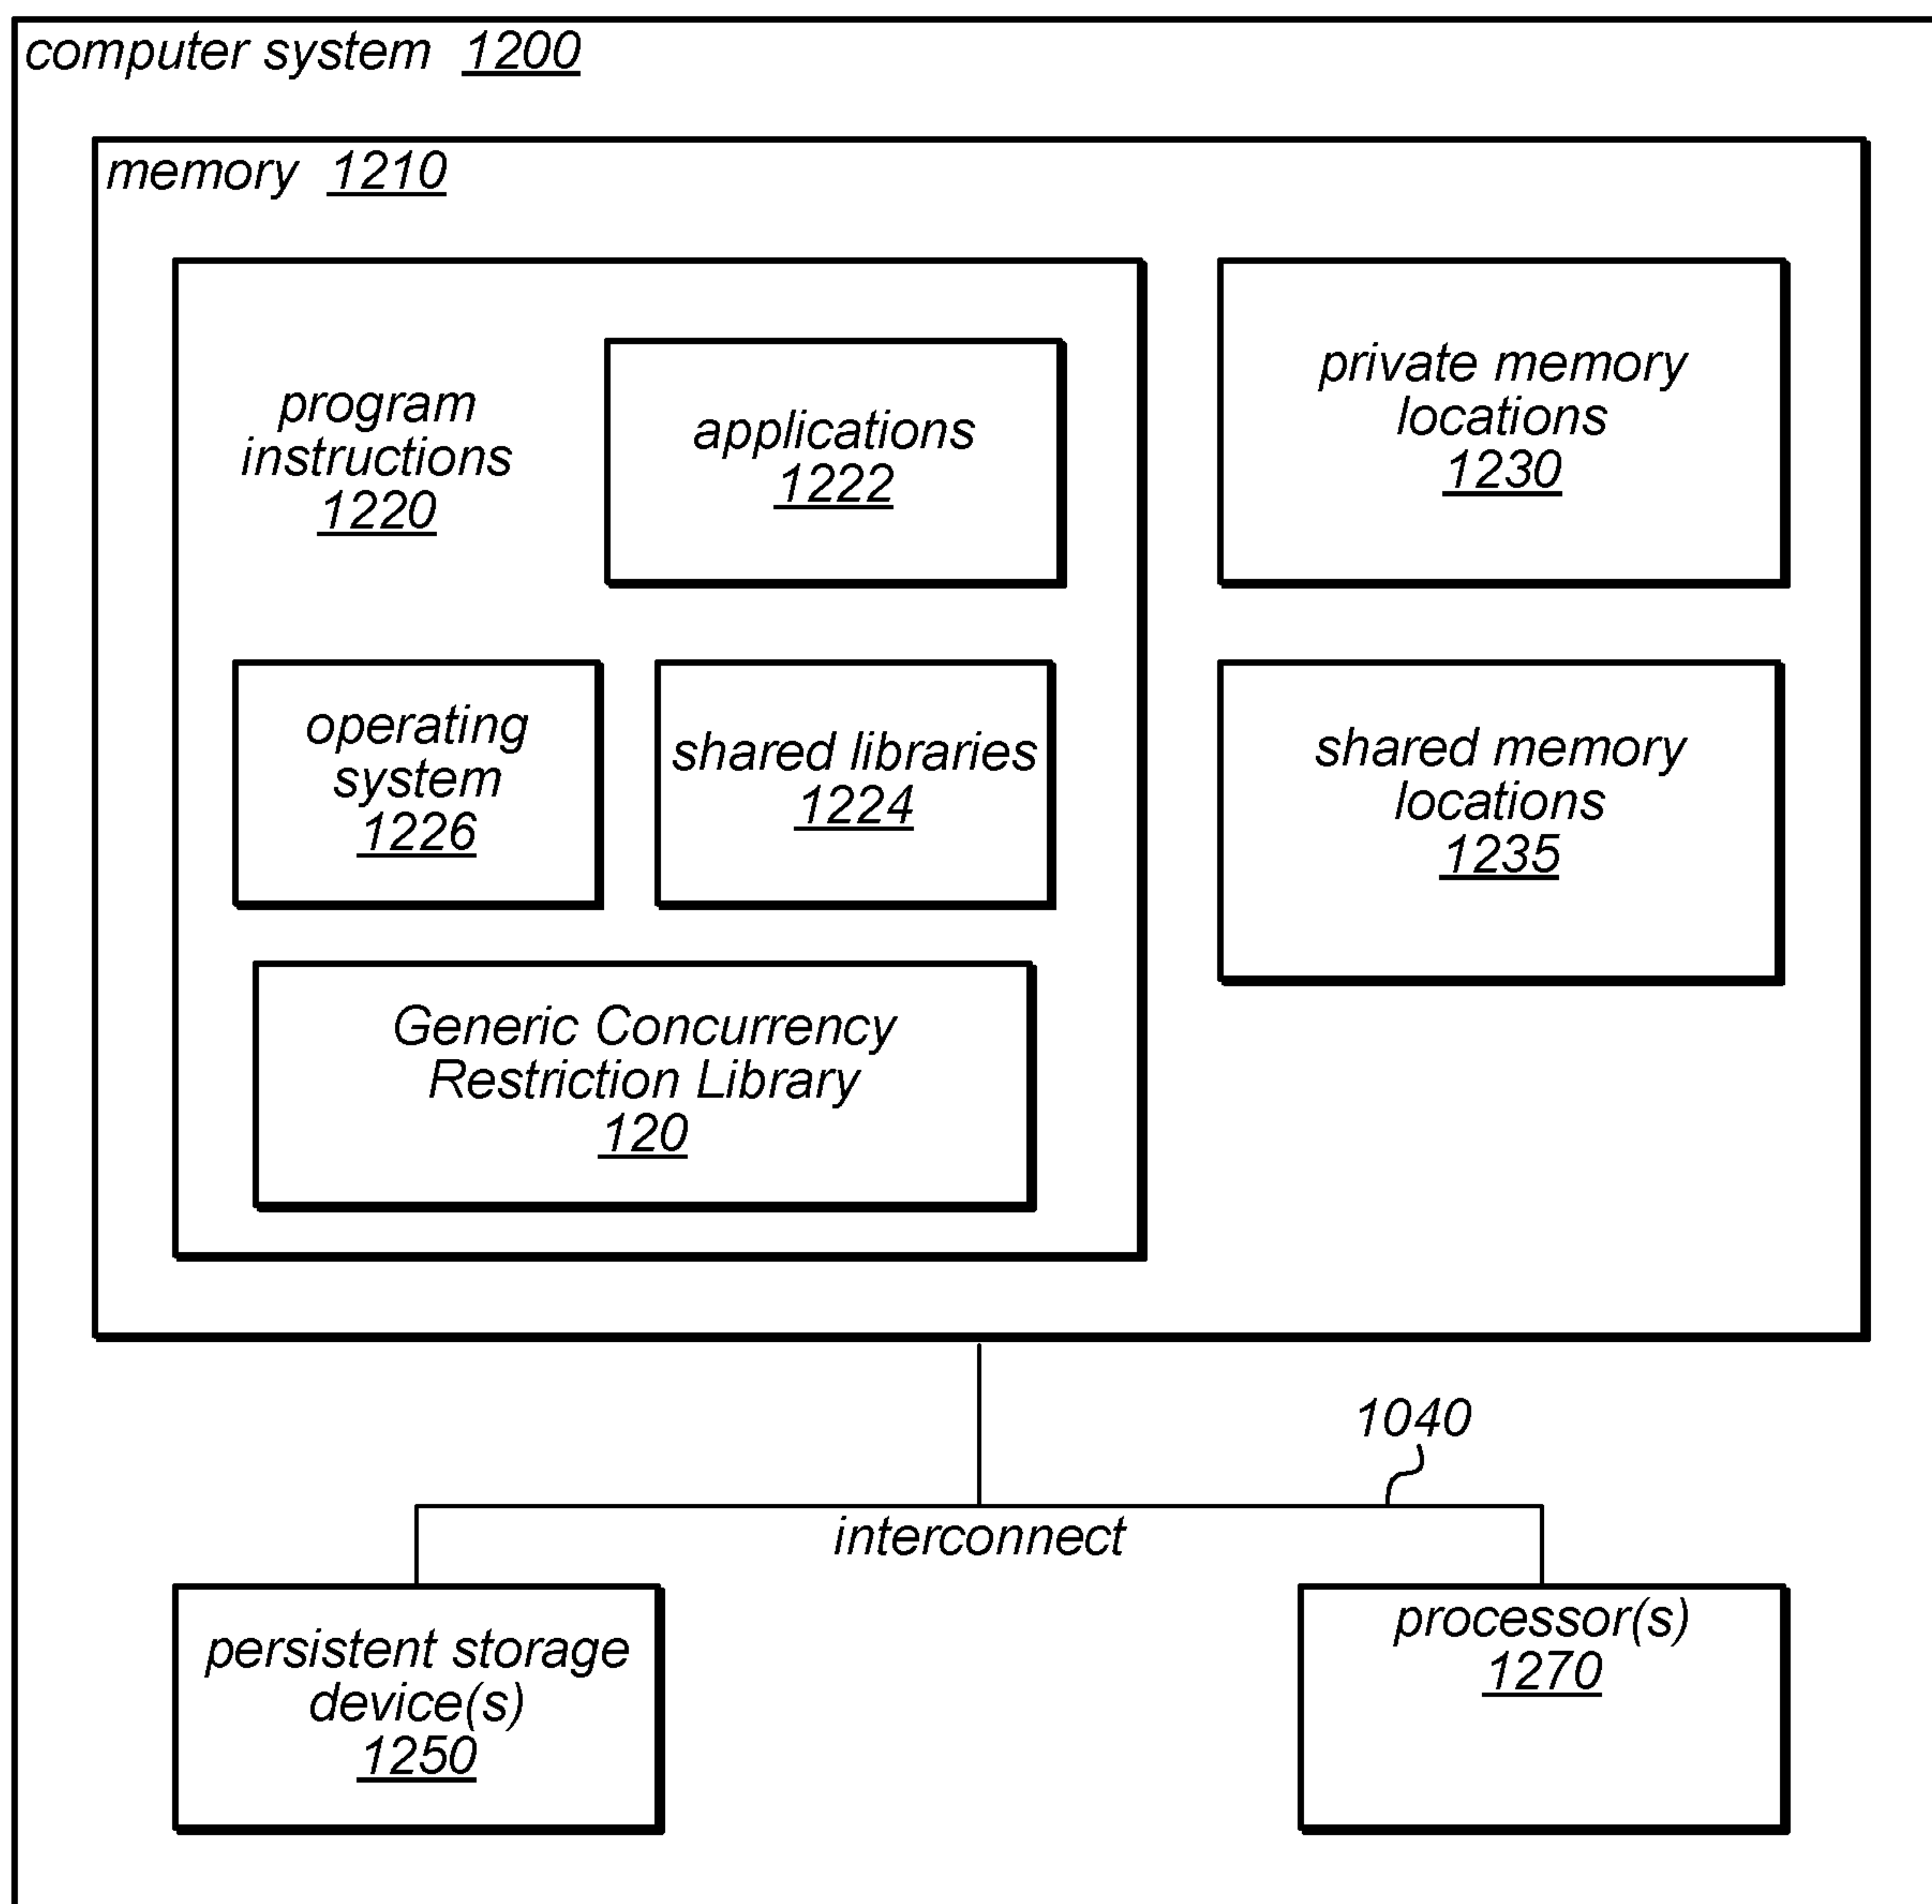 computer system 1200
memory 1210
program
instructions
1220
applications
1222
private memory
locations
1230
operating
system
1226
shared libraries
1224
shared memory
locations
1235
Generic Concurrency
Restriction Library
120
1040
interconnect
persistent storage
device(s)
1250
processor(s)
1270